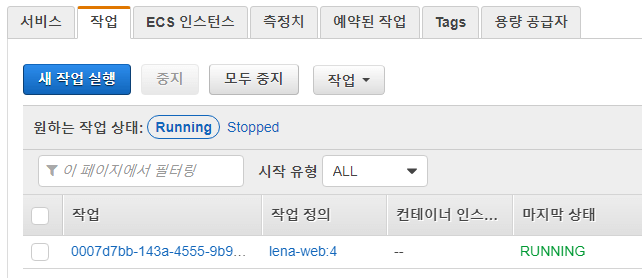 서비스 작업 ECS 인스턴스 측정치 예약된 작업 Tags 용량 공급자
새 작업 실행 중지 모두 중지 작업
원하는 작업 상태: Running Stopped
이 페이지에서 필터링 시작 유형 ALL
작업 작업 정의 컨테이너 인스... 마지막 상태
0007d7bb-143a-4555-9b9... lena-web:4 -- RUNNING